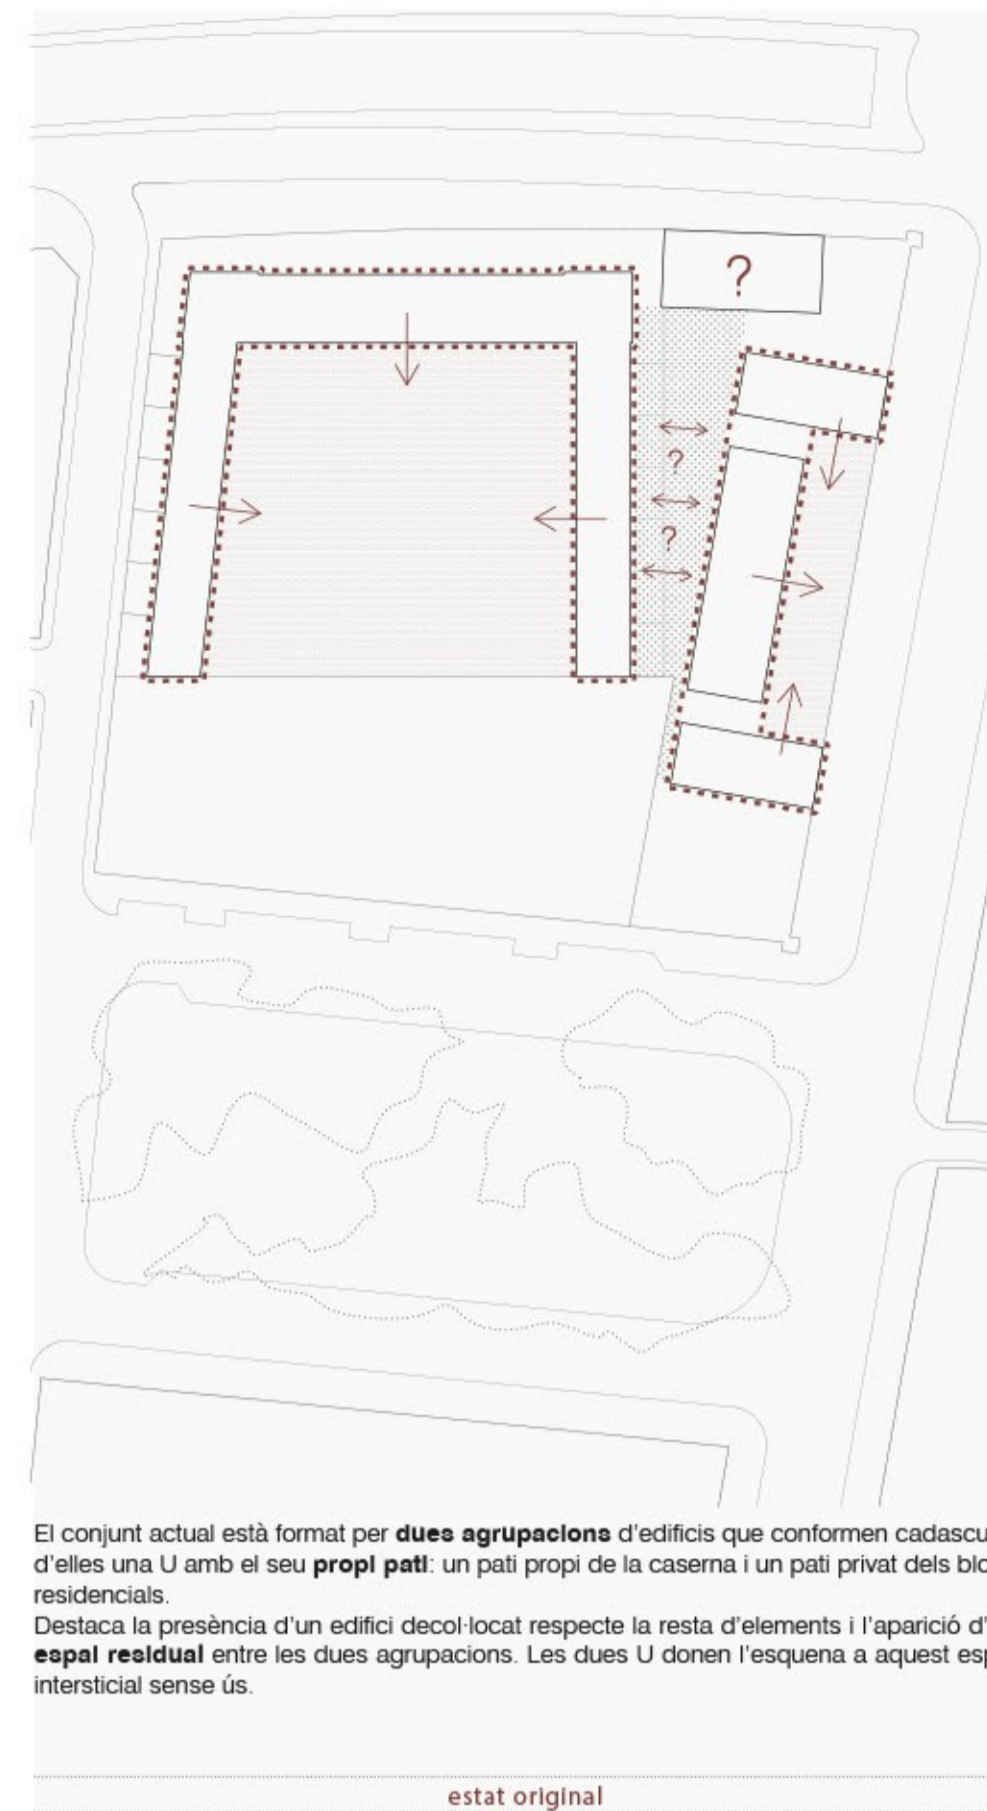 ?
?
?
El conjunt actual està format per dues agrupacions d'edificis que conformen
d'elles una U amb el seu propi pati: un pati propi de la caserna i un pati privat dels
residencials.
Destaca la presència d'un edifici decol·locat respecte la resta d'elements i l'aparició
espai residual entre les dues agrupacions. Les dues U donen l'esquena a aquest
intersticial sense ús.
estat original